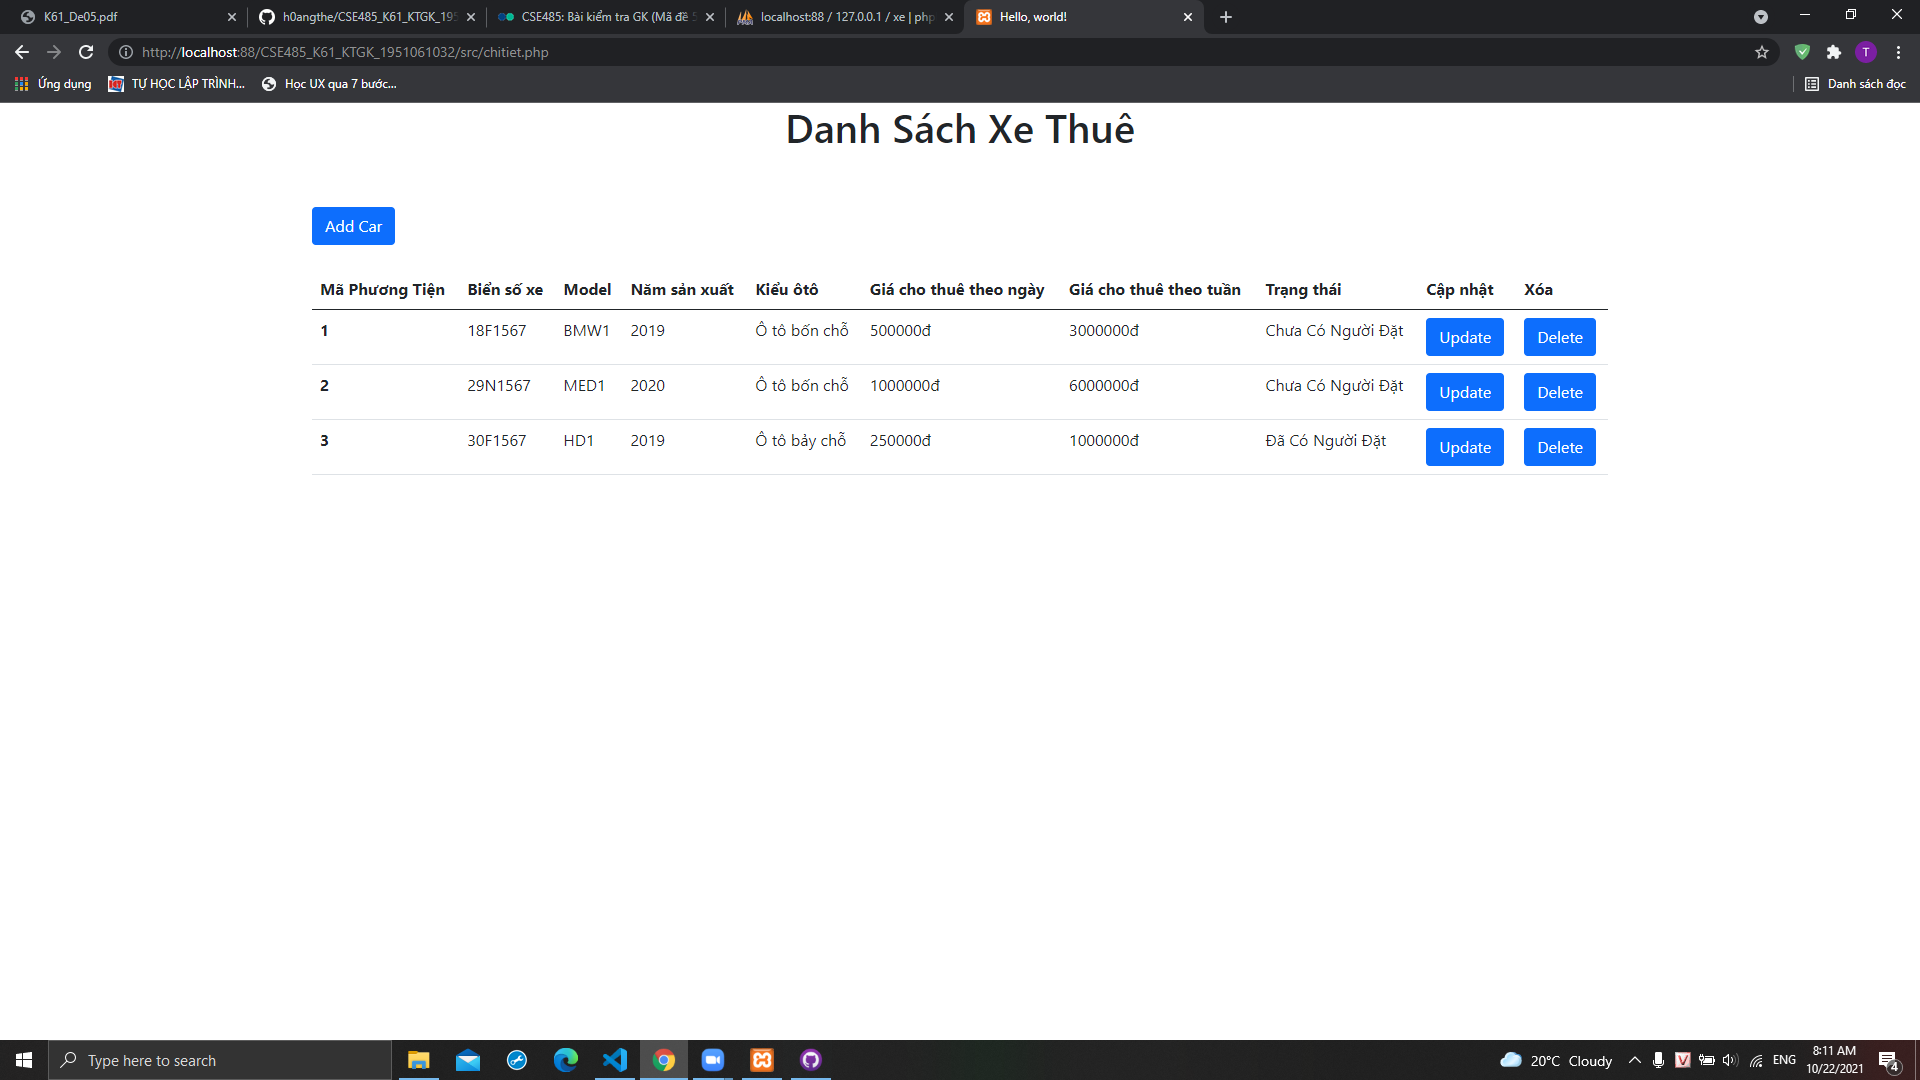 K61_De05.pdf
h0angthe/CSE485_K61_KTGK_195
CSE485: Bài kiểm tra GK (Mã đề 5
localhost:88 / 127.0.0.1 / xe | php
Hello, world!
http://localhost:88/CSE485_K61_KTGK_1951061032/src/chitiet.php
T
Ứng dụng
TỰ HỌC LẬP TRÌNH...
Học UX qua 7 bước...
Danh sách đọc
Danh Sách Xe Thuê
Add Car
Mã Phương Tiện Biển số xe Model Năm sản xuất Kiểu ôtô Giá cho thuê theo ngày Giá cho thuê theo tuần Trạng thái Cập nhật Xóa
1 18F1567 BMW1 2019 Ô tô bốn chỗ 500000đ 3000000đ Chưa Có Người Đặt Update Delete
2 29N1567 MED1 2020 Ô tô bốn chỗ 1000000đ 6000000đ Chưa Có Người Đặt Update Delete
3 30F1567 HD1 2019 Ô tô bảy chỗ 250000đ 1000000đ Đã Có Người Đặt Update Delete
Type here to search
20°C Cloudy
ENG
8:11 AM
10/22/2021
4